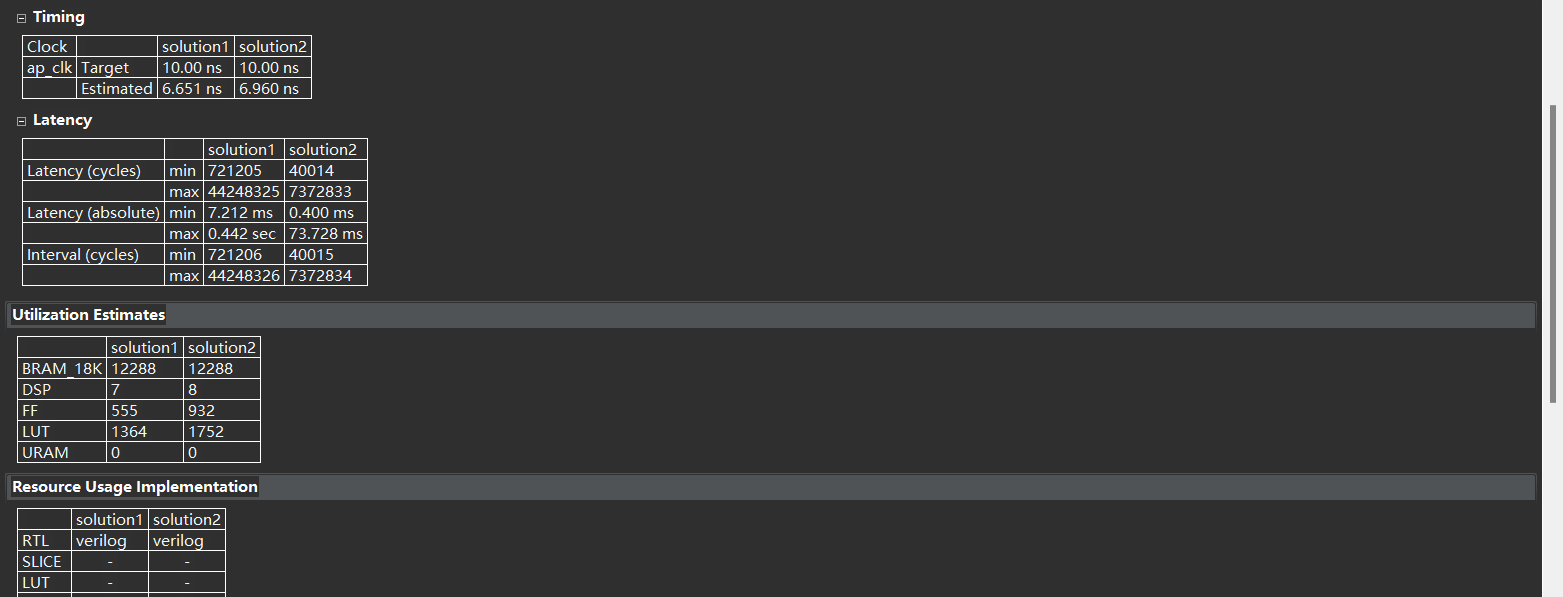 Timing
Clock solution1 solution2
ap_clk Target 10.00 ns 10.00 ns
Estimated 6.651 ns 6.960 ns
Latency
solution1 solution2
Latency (cycles) min 721205 40014
max 44248325 7372833
Latency (absolute) min 7.212 ms 0.400 ms
max 0.442 sec 73.728 ms
Interval (cycles) min 721206 40015
max 44248326 7372834
Utilization Estimates
solution1 solution2
BRAM_18K 12288 12288
DSP 7 8
FF 555 932
LUT 1364 1752
URAM 0 0
Resource Usage Implementation
solution1 solution2
RTL verilog verilog
SLICE - -
LUT - -